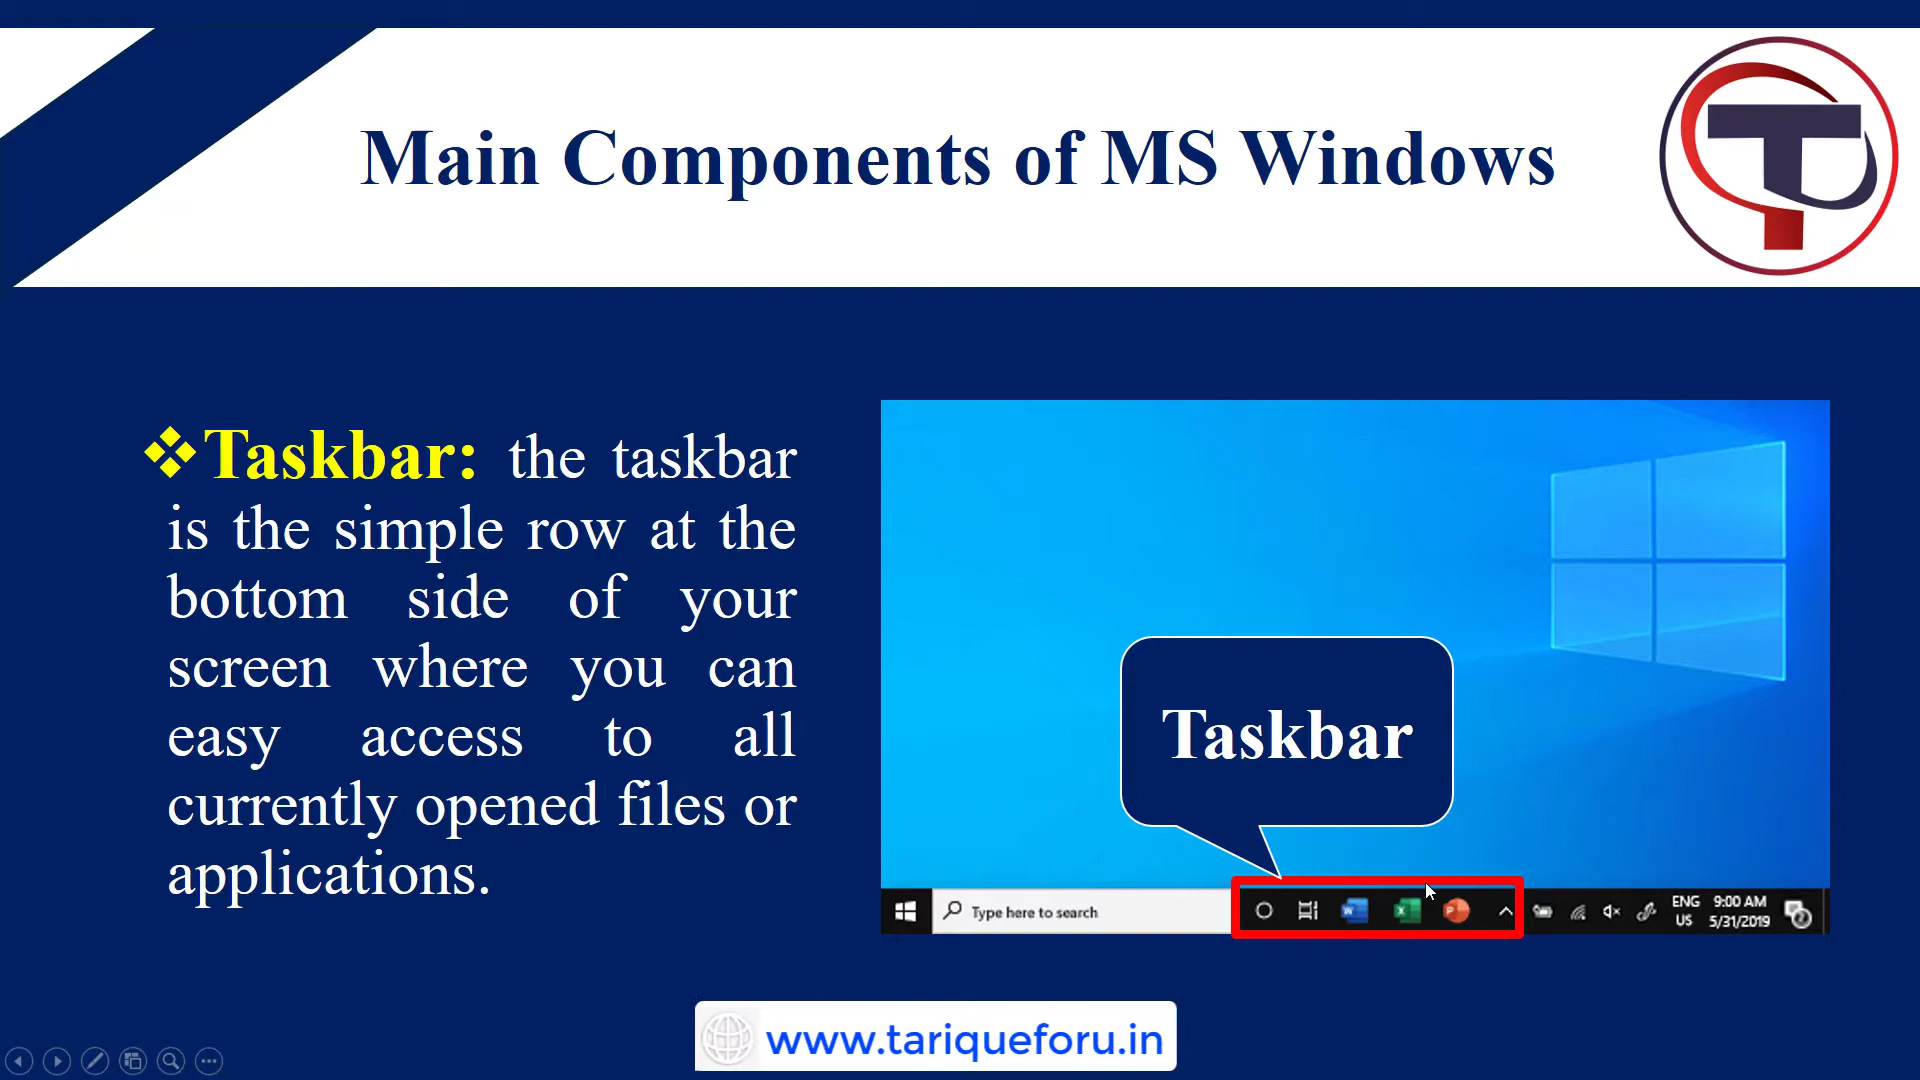 Main Components of MS Windows
❖Taskbar: the taskbar
is the simple row at the
bottom side of your
screen where you can
easy access to all
currently opened files or
applications.
Taskbar
Type here to search
ENG
US
9:00 AM
5/31/2019
2
www.tariqueforu.in